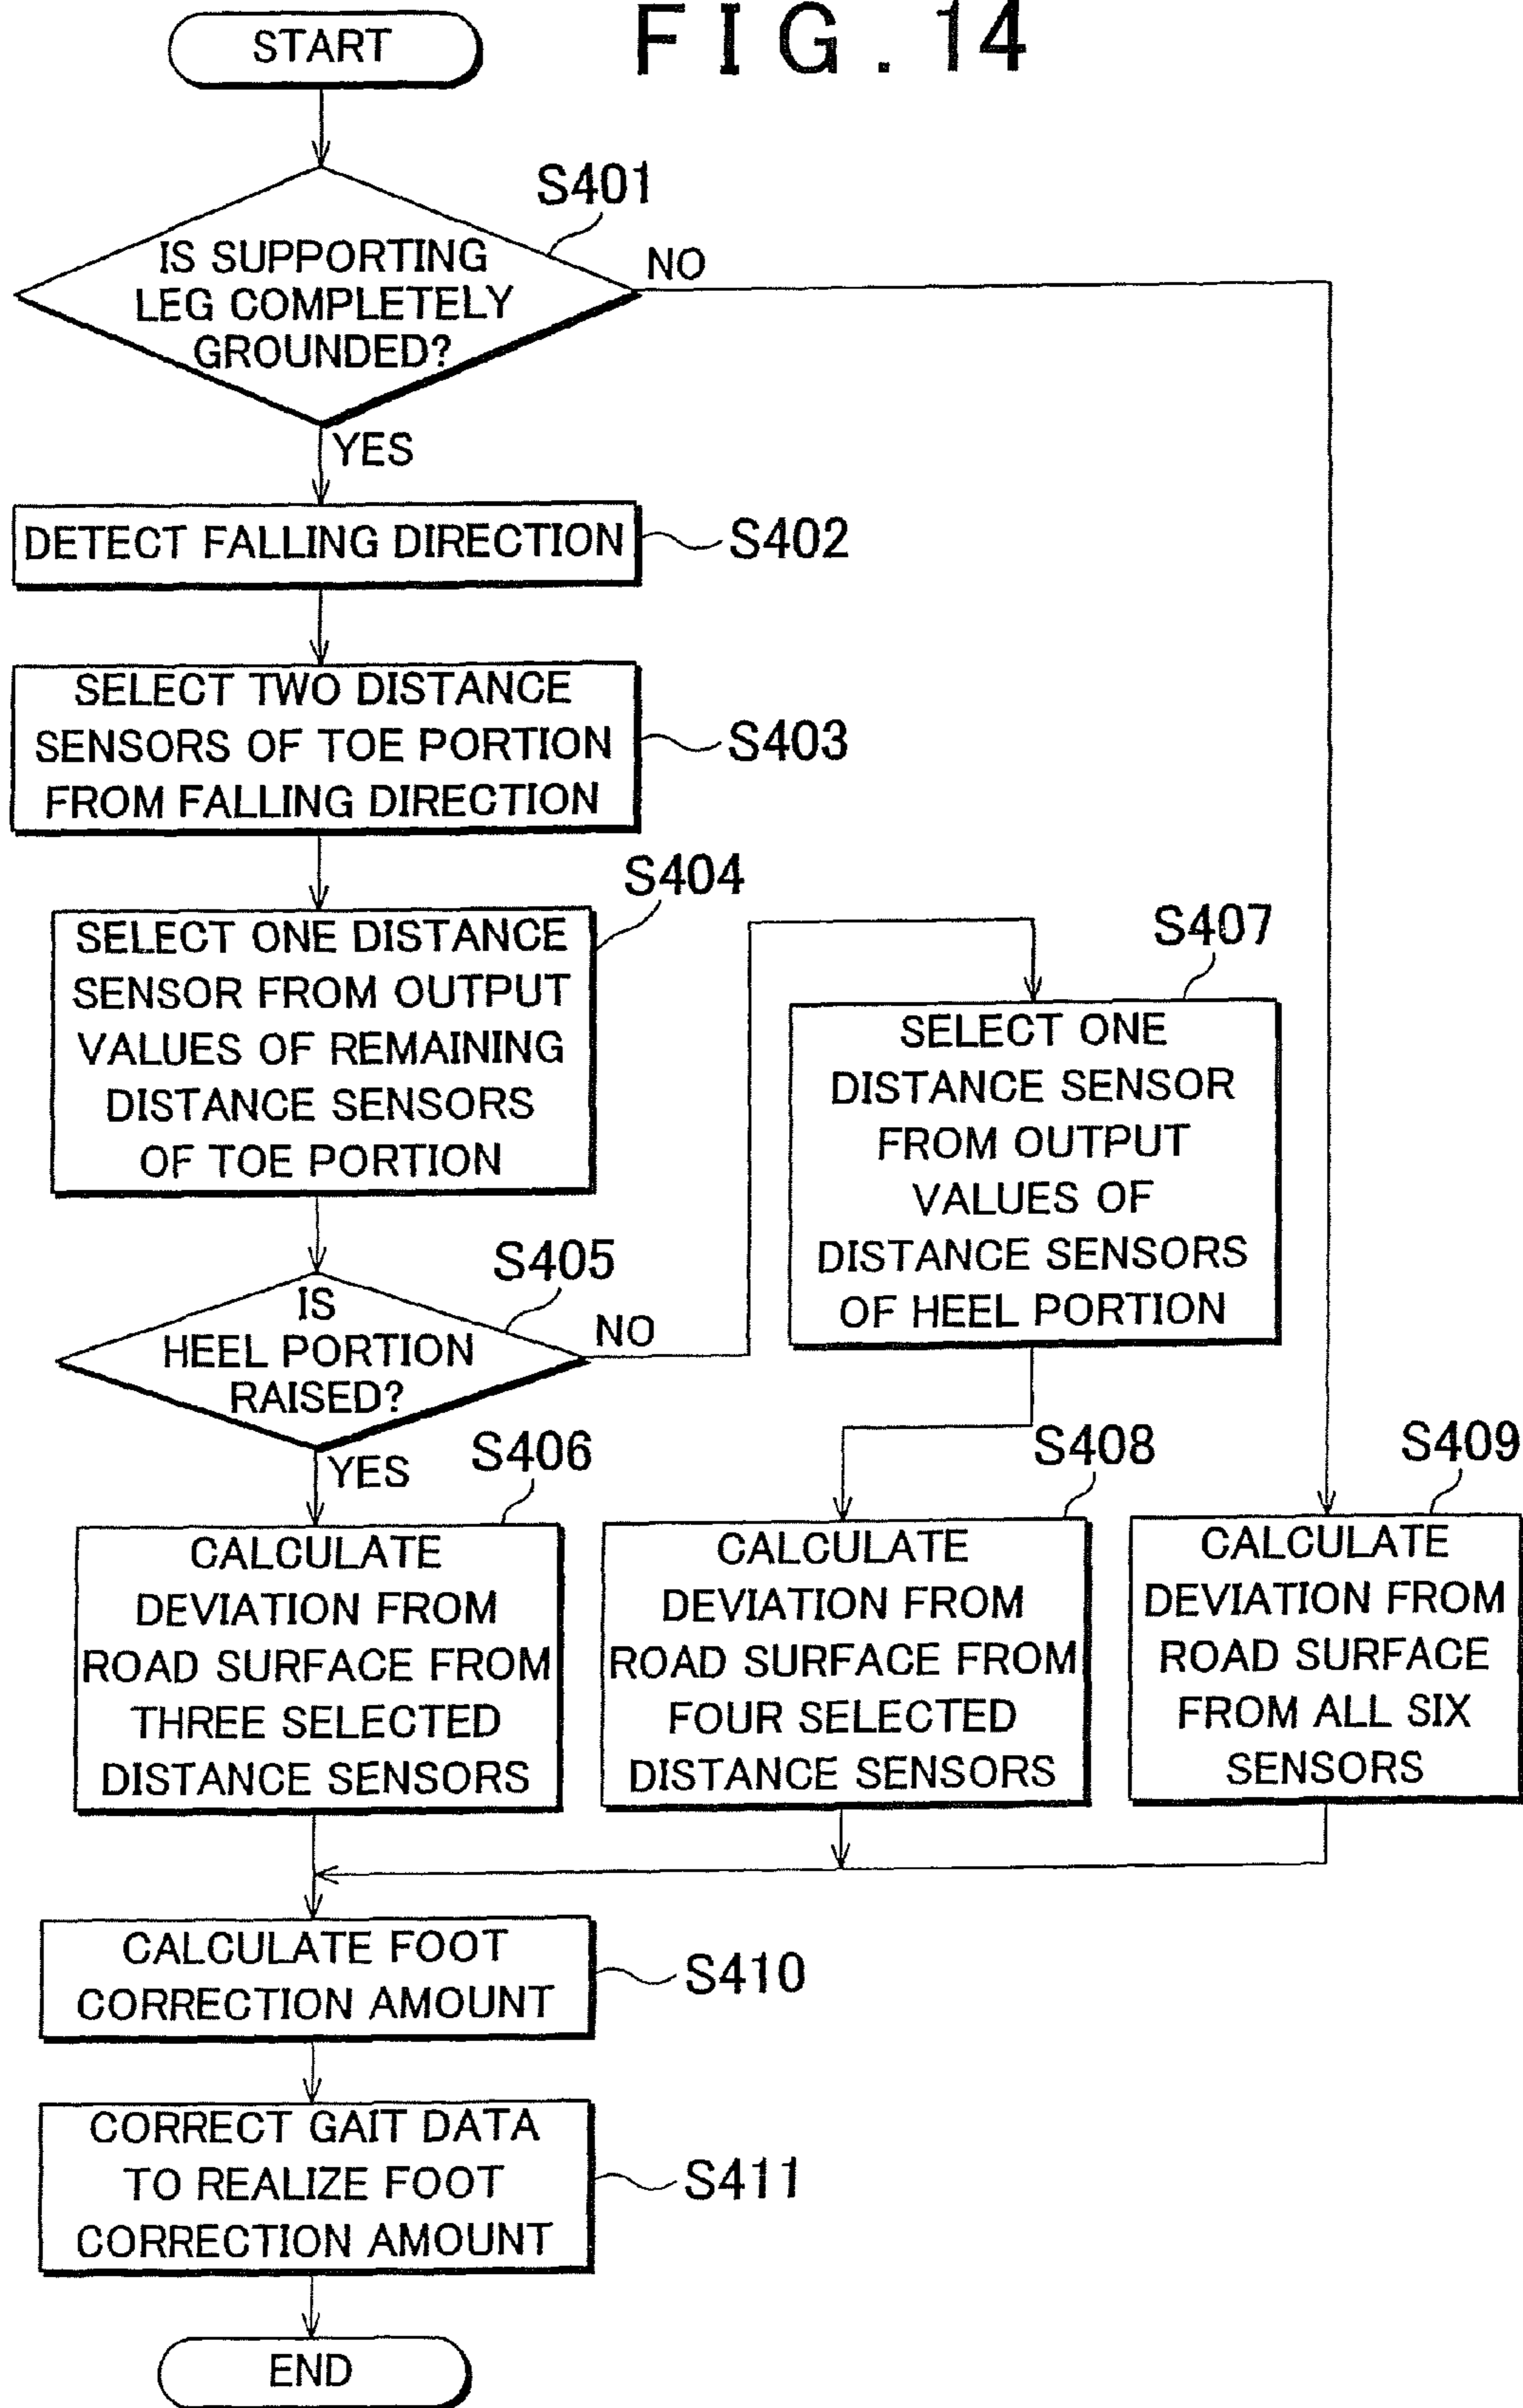 FIG. 14
START
S401
IS SUPPORTING
LEG COMPLETELY
GROUNDED?
NO
YES
DETECT FALLING DIRECTION
S402
SELECT TWO DISTANCE
SENSORS OF TOE PORTION
FROM FALLING DIRECTION
S403
S404
SELECT ONE DISTANCE
SENSOR FROM OUTPUT
VALUES OF REMAINING
DISTANCE SENSORS
OF TOE PORTION
S405
IS
HEEL PORTION
RAISED?
NO
YES
S407
SELECT ONE
DISTANCE SENSOR
FROM OUTPUT
VALUES OF
DISTANCE SENSORS
OF HEEL PORTION
S406
CALCULATE
DEVIATION FROM
ROAD SURFACE FROM
THREE SELECTED
DISTANCE SENSORS
S408
CALCULATE
DEVIATION FROM
ROAD SURFACE FROM
FOUR SELECTED
DISTANCE SENSORS
S409
CALCULATE
DEVIATION FROM
ROAD SURFACE
FROM ALL SIX
SENSORS
CALCULATE FOOT
CORRECTION AMOUNT
S410
CORRECT GAIT DATA
TO REALIZE FOOT
CORRECTION AMOUNT
S411
END